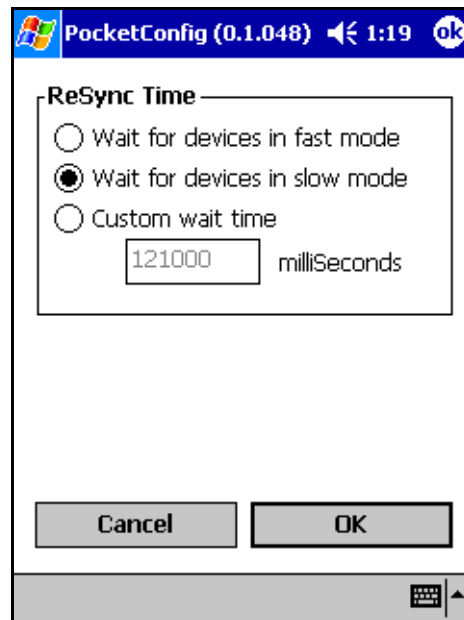 PocketConfig (0.1.048) 1:19 ok
ReSync Time
Wait for devices in fast mode
Wait for devices in slow mode
Custom wait time
121000 milliSeconds
Cancel OK